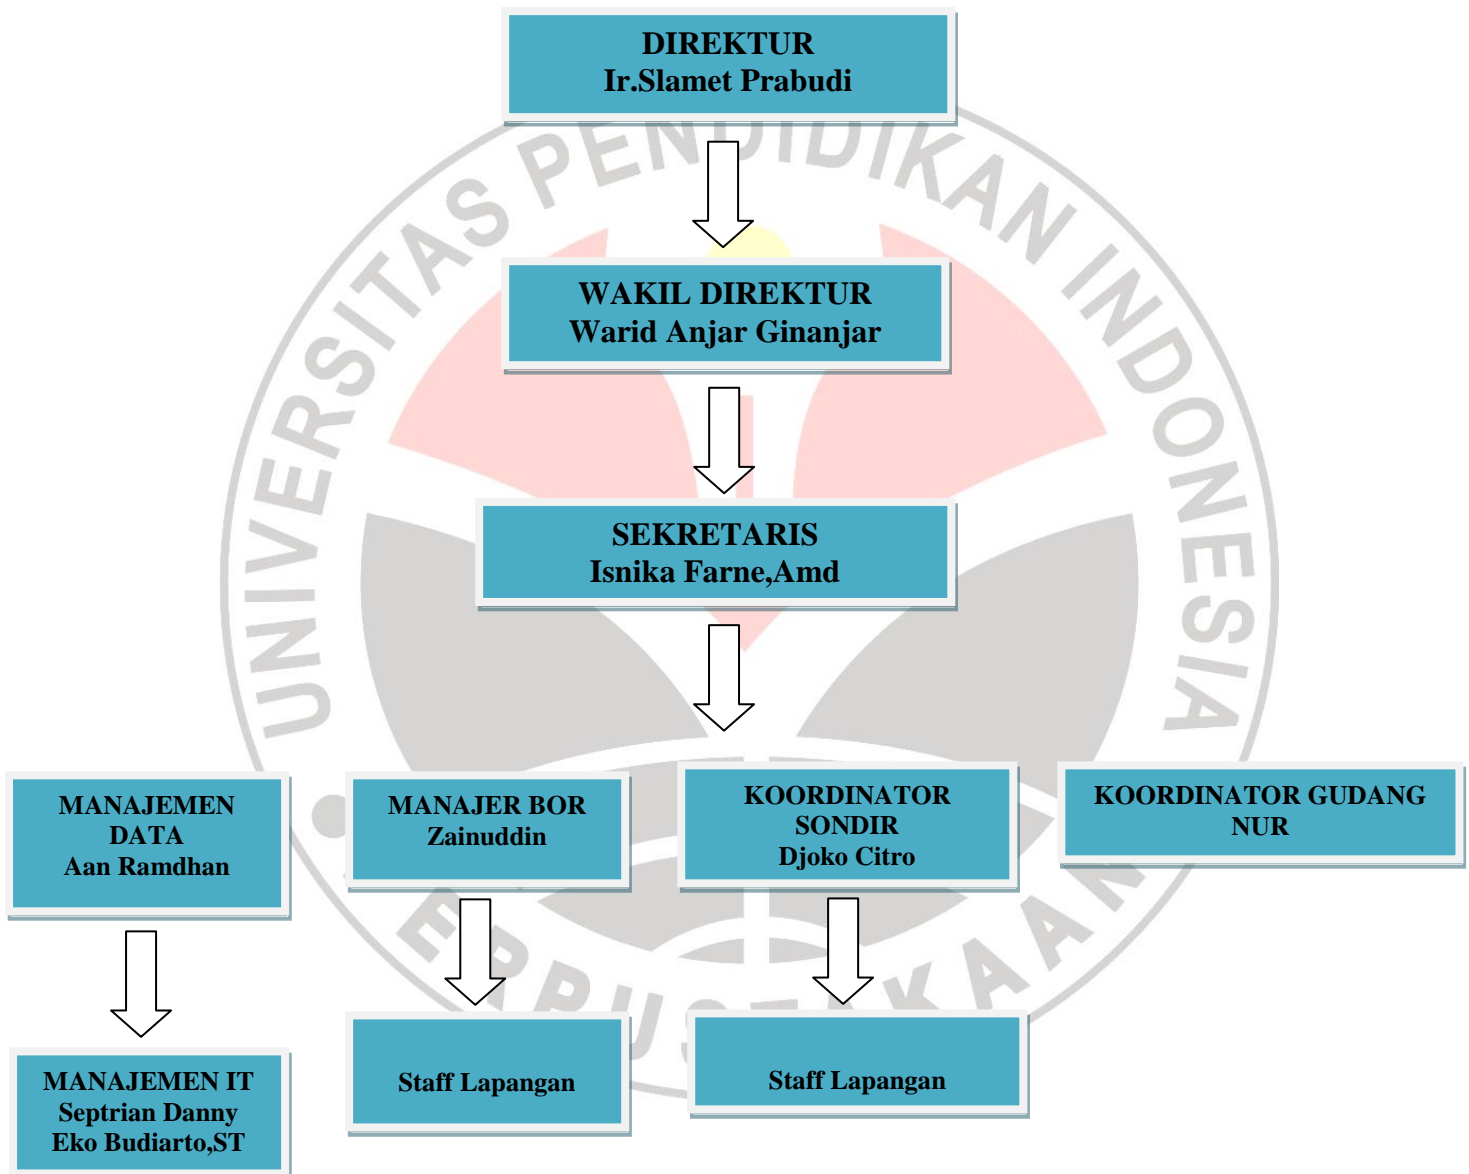 DIREKTUR
Ir.Slamet Prabudi
UNIVERSITAS PENDIDIKAN INDONESIA
WAKIL DIREKTUR
Warid Anjar Ginanjar
SEKRETARIS
Isnika Farne,Amd
MANAJEMEN
DATA
Aan Ramdhan
MANAJER BOR
Zainuddin
KOORDINATOR
SONDIR
Djoko Citro
KOORDINATOR GUDANG
NUR
MANAJEMEN IT
Septrian Danny
Eko Budiarto,ST
Staff Lapangan
Staff Lapangan